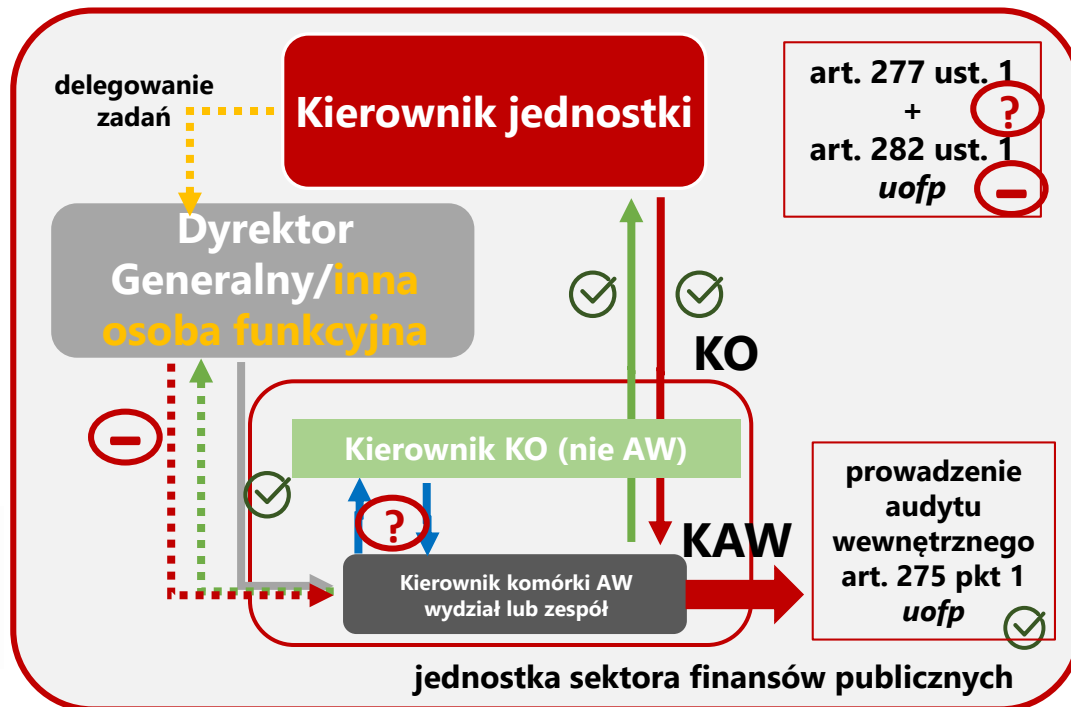 delegowanie
zadań
Kierownik jednostki
art. 277 ust. 1
?
+
art. 282 ust. 1
uofp
–
Dyrektor
Generalny/inna
osoba funkcyjna
KO
–
Kierownik KO (nie AW)
?
KAW
Kierownik komórki AW
wydział lub zespół
prowadzenie
audytu
wewnętrznego
art. 275 pkt 1
uofp
jednostka sektora finansów publicznych